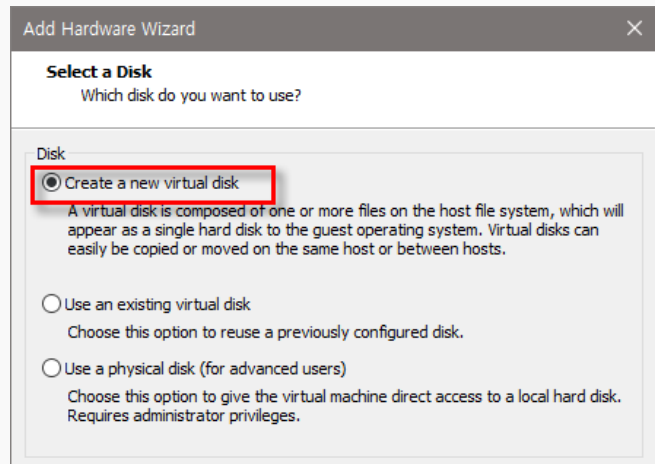 Add Hardware Wizard
Select a Disk
Which disk do you want to use?
Disk
Create a new virtual disk
A virtual disk is composed of one or more files on the host file system, which will
appear as a single hard disk to the guest operating system. Virtual disks can
easily be copied or moved on the same host or between hosts.
Use an existing virtual disk
Choose this option to reuse a previously configured disk.
Use a physical disk (for advanced users)
Choose this option to give the virtual machine direct access to a local hard disk.
Requires administrator privileges.